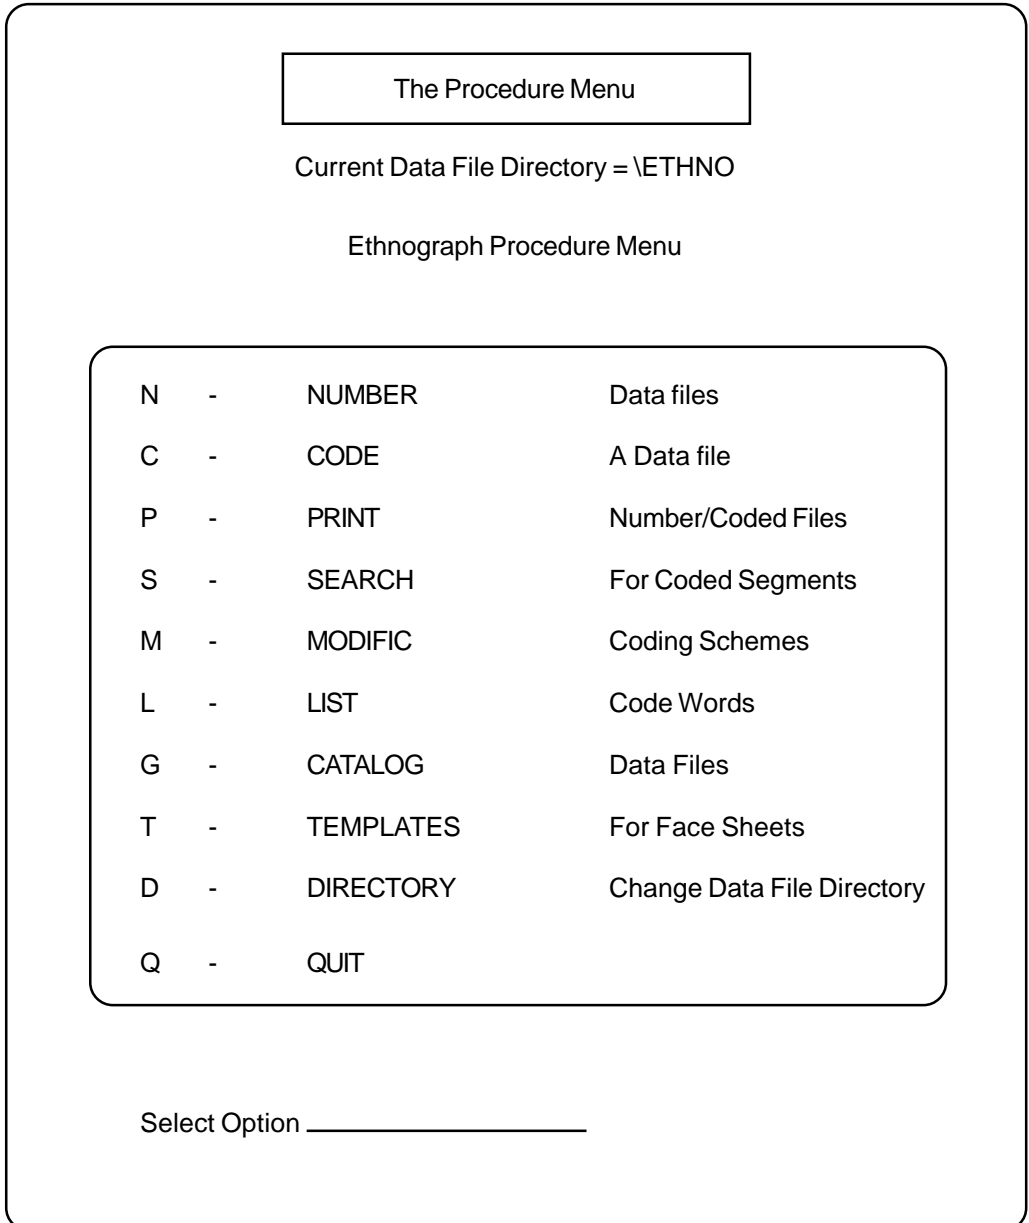 The Procedure Menu
Current Data File Directory = \ETHNO
Ethnograph Procedure Menu
N - NUMBER Data files
C - CODE A Data file
P - PRINT Number/Coded Files
S - SEARCH For Coded Segments
M - MODIFIC Coding Schemes
L - LIST Code Words
G - CATALOG Data Files
T - TEMPLATES For Face Sheets
D - DIRECTORY Change Data File Directory
Q - QUIT
Select Option